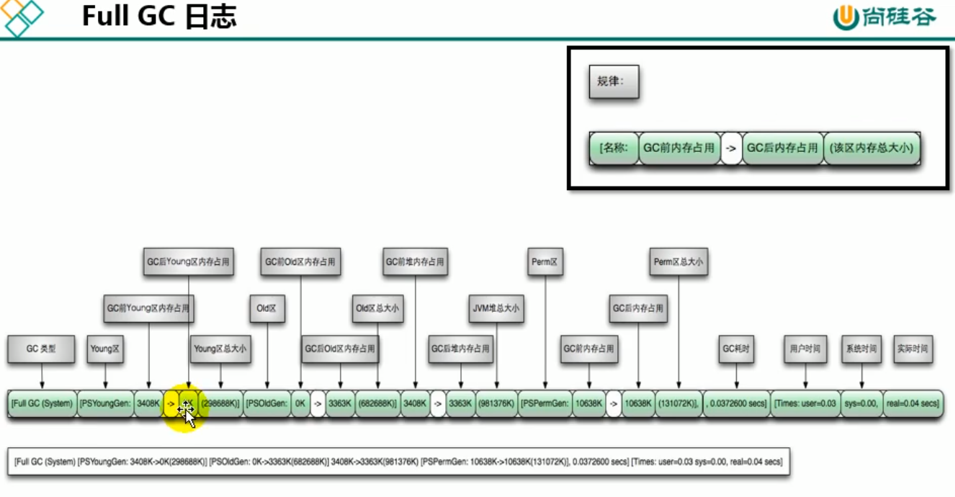 Full GC 日志
尚硅谷
规律:
[名称: GC前内存占用 -> GC后内存占用 (该区内存总大小)
GC后Young区内存占用 GC前Old区内存占用 GC前堆内存占用 Perm区 Perm区总大小
GC前Young区内存占用 Old区 Old区总大小 JVM堆总大小 GC后内存占用
GC 类型 Young区 Young区总大小 GC后Old区内存占用 GC后堆内存占用 GC前内存占用 GC耗时 用户时间 系统时间 实际时间
[Full GC (System) [PSYoungGen: 3408K -> (298688K)] [PSOldGen: 0K -> 3363K (682688K)] 3408K -> 3363K (981376K) [PSPermGen: 10638K -> 10638K (131072K)], , 0.0372600 secs] [Times: user=0.03 sys=0.00, real=0.04 secs]
[Full GC (System) [PSYoungGen: 3408K->0K(298688K)] [PSOldGen: 0K->3363K(682688K)] 3408K->3363K(981376K) [PSPermGen: 10638K->10638K(131072K)], 0.0372600 secs] [Times: user=0.03 sys=0.00, real=0.04 secs]